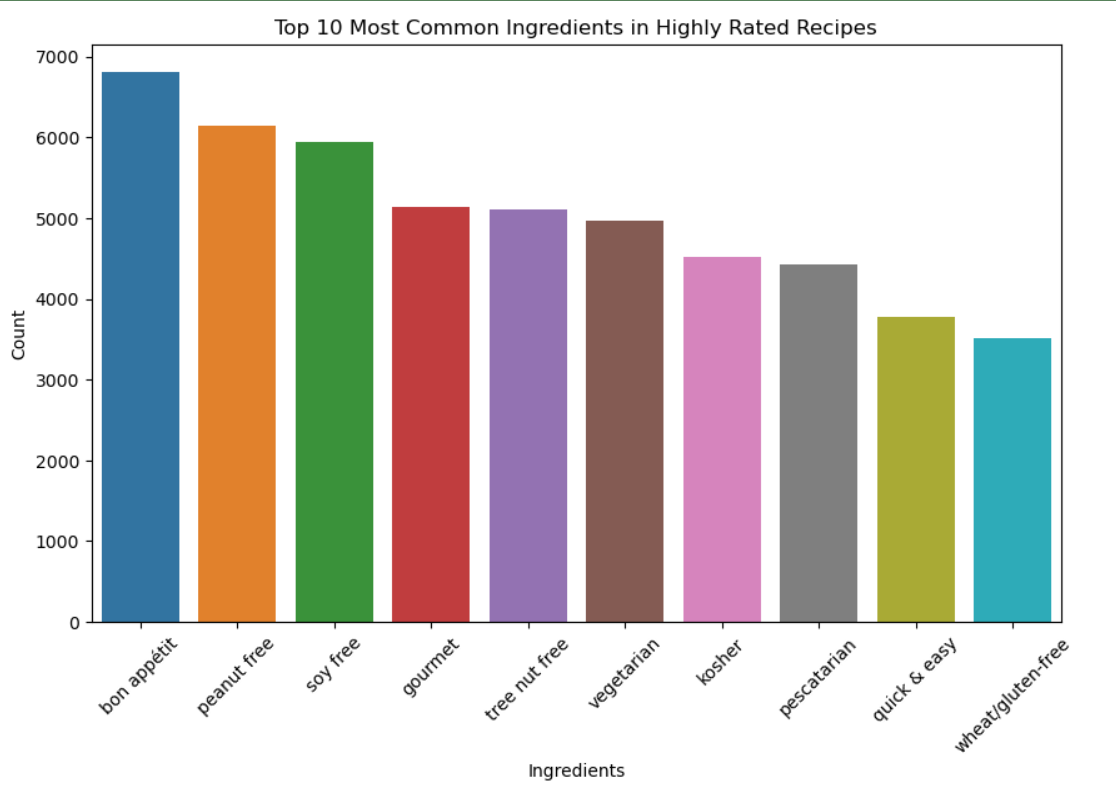 Top 10 Most Common Ingredients in Highly Rated Recipes
7000
6000
5000
4000
3000
2000
1000
0
Count
bon appétit
peanut free
soy free
gourmet
tree nut free
vegetarian
kosher
pescatarian
quick & easy
wheat/gluten-free
Ingredients